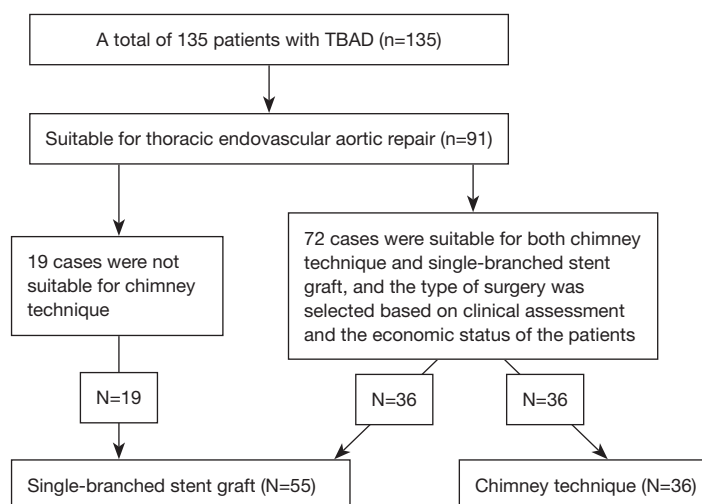 A total of 135 patients with TBAD (n=135)
Suitable for thoracic endovascular aortic repair (n=91)
19 cases were not
suitable for chimney
technique
72 cases were suitable for both chimney
technique and single-branched stent
graft, and the type of surgery was
selected based on clinical assessment
and the economic status of the patients
N=19
N=36
N=36
Single-branched stent graft (N=55)
Chimney technique (N=36)